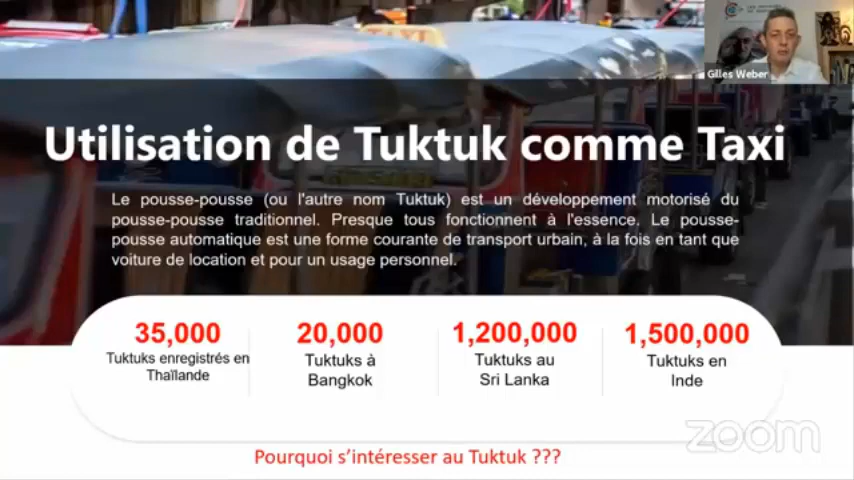 TAXI
Gilles Weber
Utilisation de Tuktuk comme Taxi
Le pousse-pousse (ou l'autre nom Tuktuk) est un développement motorisé du
pousse-pousse traditionnel. Presque tous fonctionnent à l'essence. Le pousse-
pousse automatique est une forme courante de transport urbain, à la fois en tant que
voiture de location et pour un usage personnel.
35,000
Tuktuks enregistrés en
Thaïlande
20,000
Tuktuks à
Bangkok
1,200,000
Tuktuks au
Sri Lanka
1,500,000
Tuktuks en
Inde
zoom
Pourquoi s'intéresser au Tuktuk ???